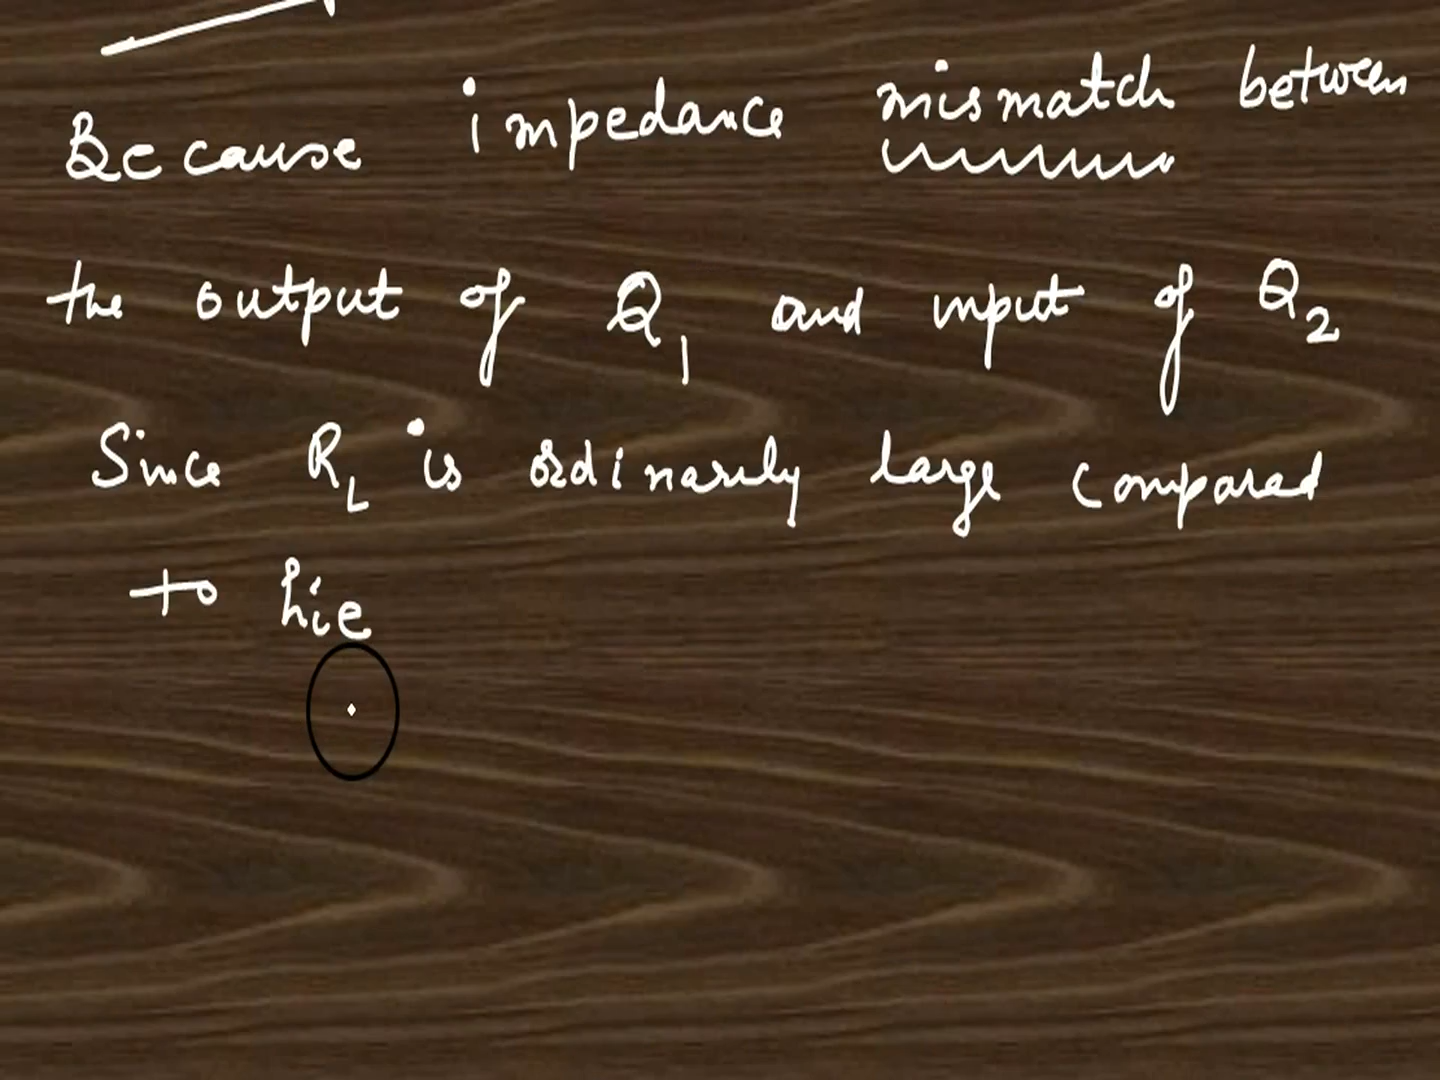 Because impedance mismatch between
the output of Q1 and input of Q2
Since RL is ordinarily large compared
to hie